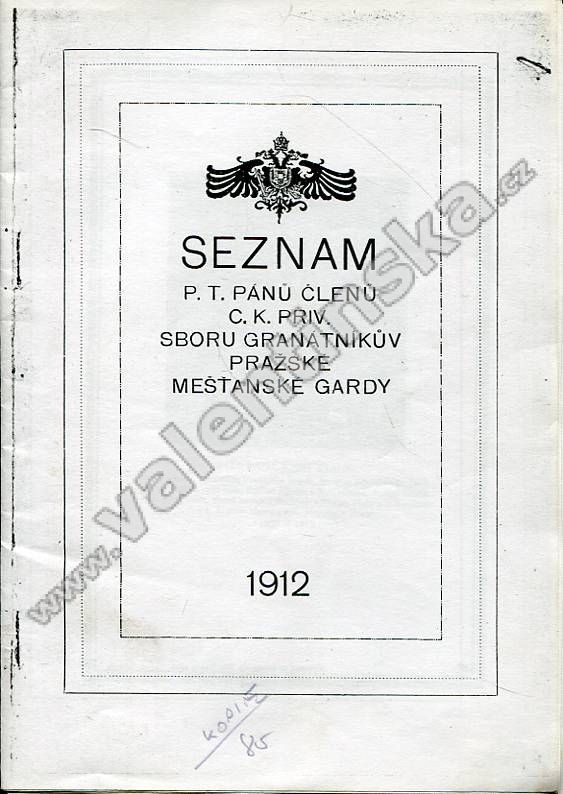 SEZNAM
P. T. PÁNŮ ČLENŮ
C. K. PRIV.
SBORU GRANÁTNÍKŮV
PRAŽSKÉ
MĚŠŤANSKÉ GARDY
1912
KOPIE
85
www.valentinska.cz